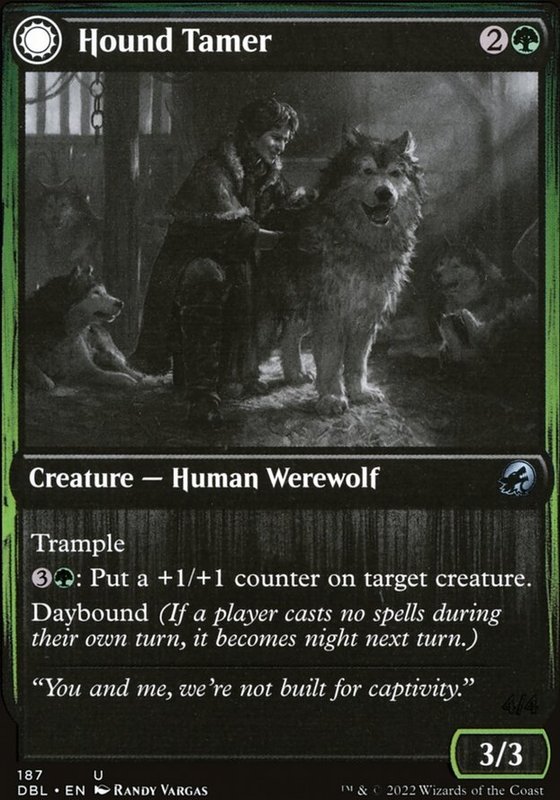 Hound Tamer 2
Creature — Human Werewolf
Trample
3: Put a +1/+1 counter on target creature.
Daybound (If a player casts no spells during
their own turn, it becomes night next turn.)
“You and me, we’re not built for captivity.”
4/4
3/3
187 U
DBL • EN RANDY VARGAS
™ & © 2022 Wizards of the Coast